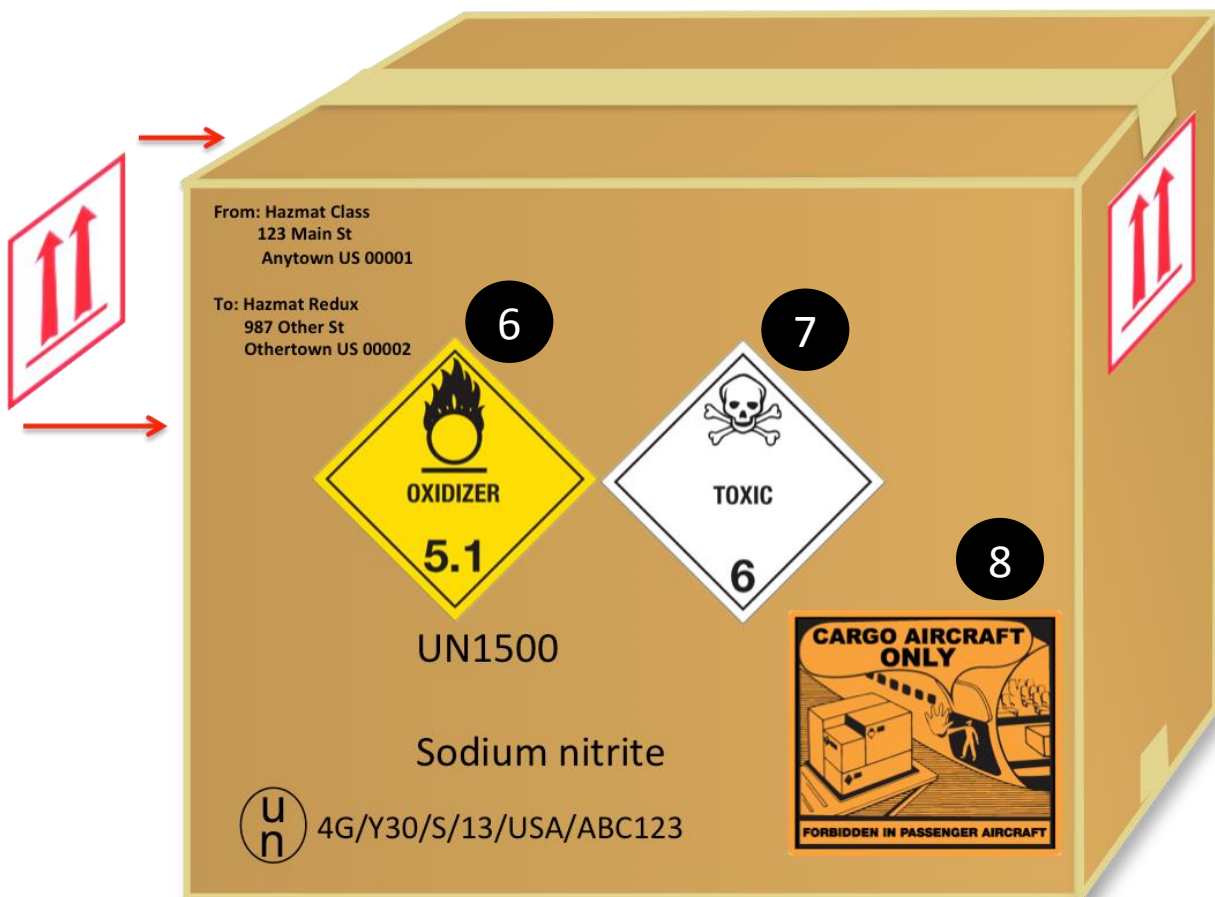 From: Hazmat Class
123 Main St
Anytown US 00001
To: Hazmat Redux
987 Other St
Othertown US 00002
6
7
OXIDIZER
5.1
TOXIC
6
8
UN1500
CARGO AIRCRAFT
ONLY
Sodium nitrite
u
n
4G/Y30/S/13/USA/ABC123
FORBIDDEN IN PASSENGER AIRCRAFT